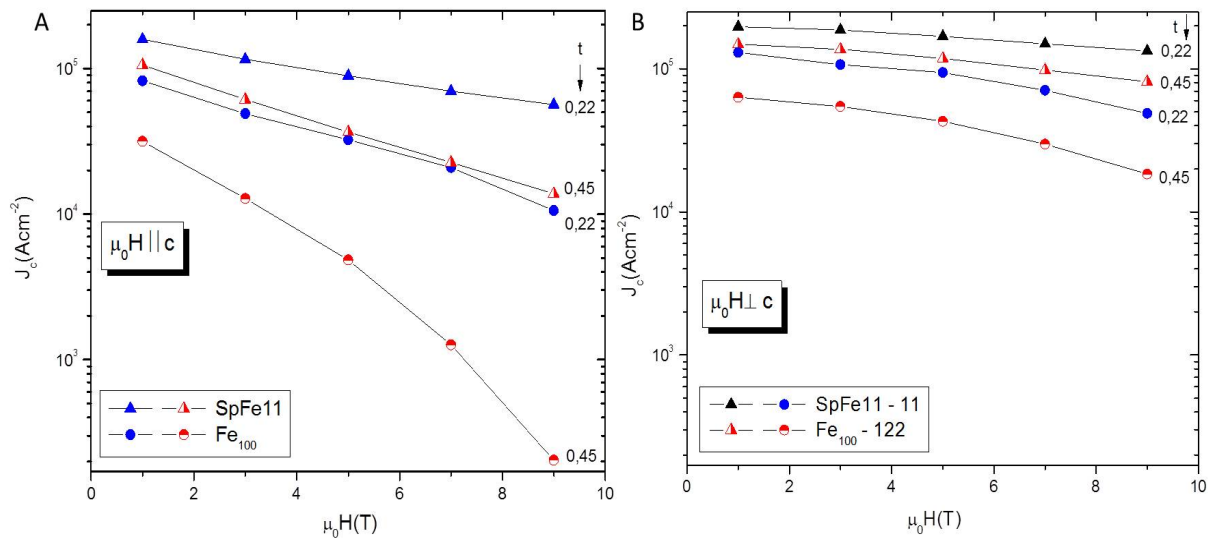 A
t
10⁵
0,22
0,45
10⁴
0,22
μ₀H || c
J_c(Acm⁻²)
10³
SpFe11
Fe₁₀₀
0,45
0 2 4 6 8 10
μ₀H(T)
B
t
0,22
10⁵
0,45
0,22
0,45
10⁴
J_c(Acm⁻²)
μ₀H⊥ c
10³
SpFe11 - 11
Fe₁₀₀ - 122
0 2 4 6 8 10
μ₀H(T)